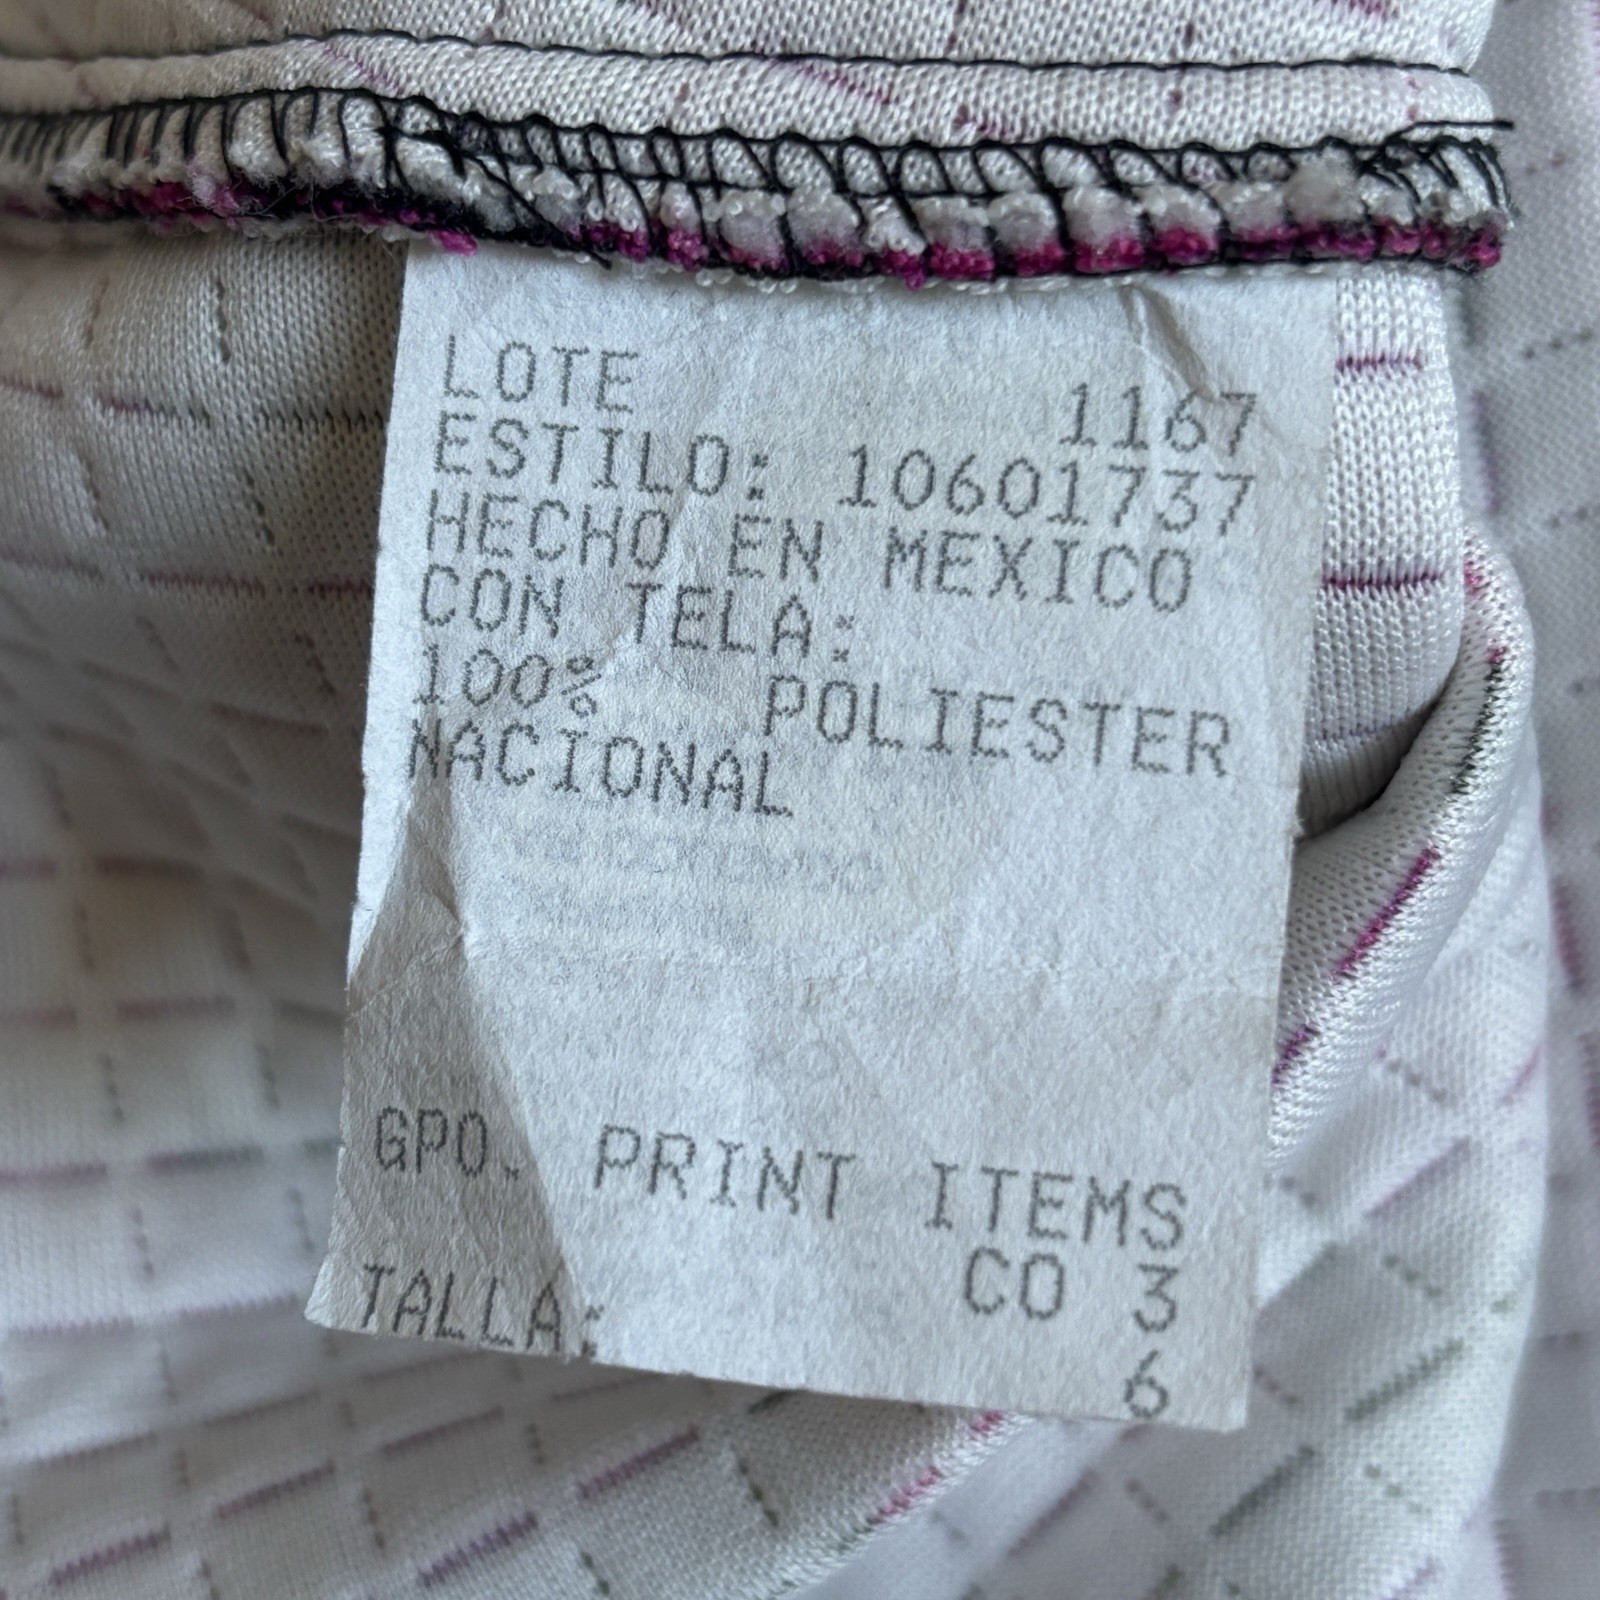 LOTE 1167
ESTILO: 10601737
HECHO EN MEXICO
CON TELA:
100% POLIESTER
NACIONAL
GPO. PRINT ITEMS
CO 3
TALLA: 6